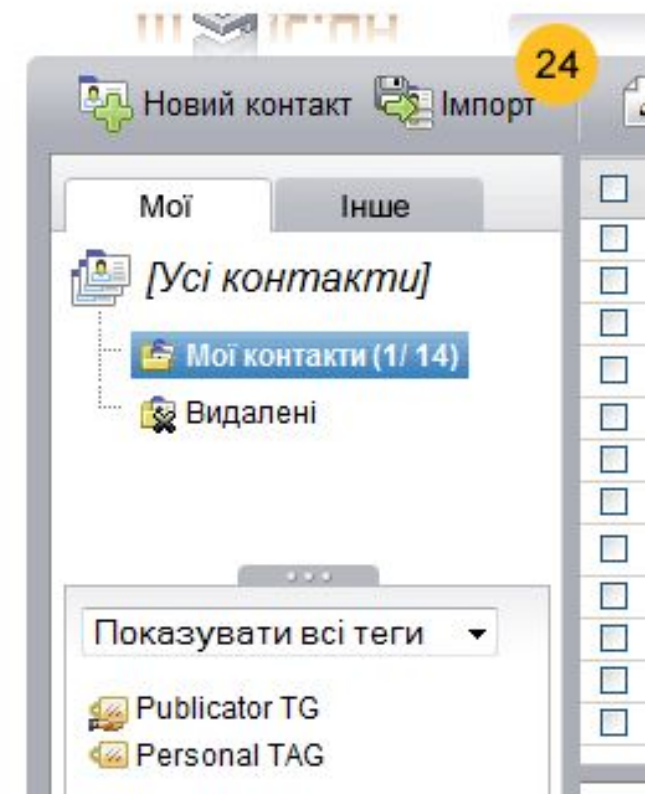 24
Новий контакт Імпорт
Мої Інше
[Усі контакти]
Мої контакти (1/ 14)
Видалені
Показувати всі теги
Publicator TG
Personal TAG